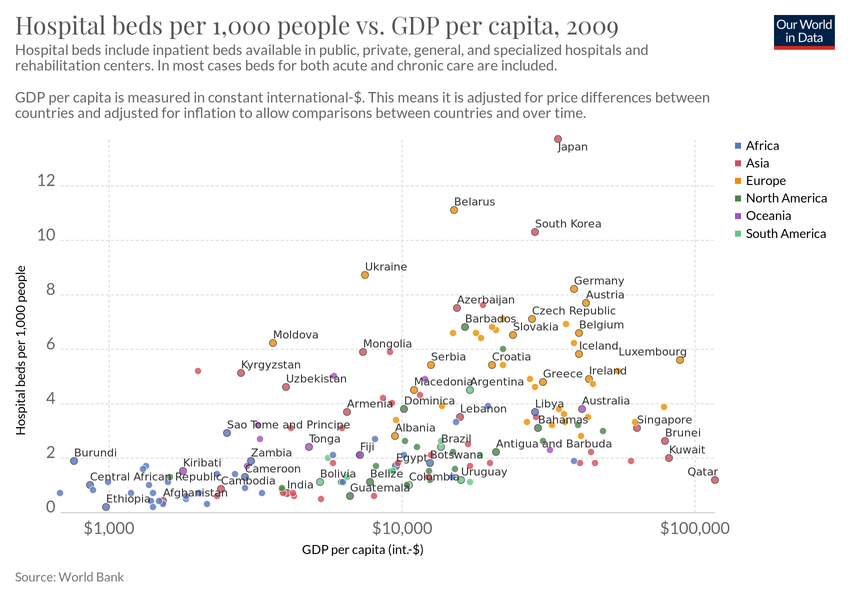 Hospital beds per 1,000 people vs. GDP per capita, 2009
Our World
in Data
Hospital beds include inpatient beds available in public, private, general, and specialized hospitals and
rehabilitation centers. In most cases beds for both acute and chronic care are included.
GDP per capita is measured in constant international-$. This means it is adjusted for price differences between
countries and adjusted for inflation to allow comparisons between countries and over time.
Africa
Asia
Europe
North America
Oceania
South America
Hospital beds per 1,000 people
12
10
8
6
4
2
0
Japan
Belarus
South Korea
Ukraine
Germany
Austria
Azerbaijan
Barbados
Czech Republic
Slovakia
Belgium
Moldova
Mongolia
Iceland
Luxembourg
Serbia
Croatia
Kyrgyzstan
Uzbekistan
Macedonia
Argentina
Greece
Ireland
Armenia
Dominica
Lebanon
Libya
Australia
Bahamas
Singapore
Sao Tome and Principe
Albania
Tonga
Brazil
Antigua and Barbuda
Brunei
Burundi
Kiribati
Zambia
Fiji
Egypt
Botswana
Kuwait
Central African Republic
Cameroon
Cambodia
India
Bolivia
Belize
Colombia
Uruguay
Qatar
Ethiopia
Afghanistan
Guatemala
$1,000
$10,000
$100,000
GDP per capita (int.-$)
Source: World Bank